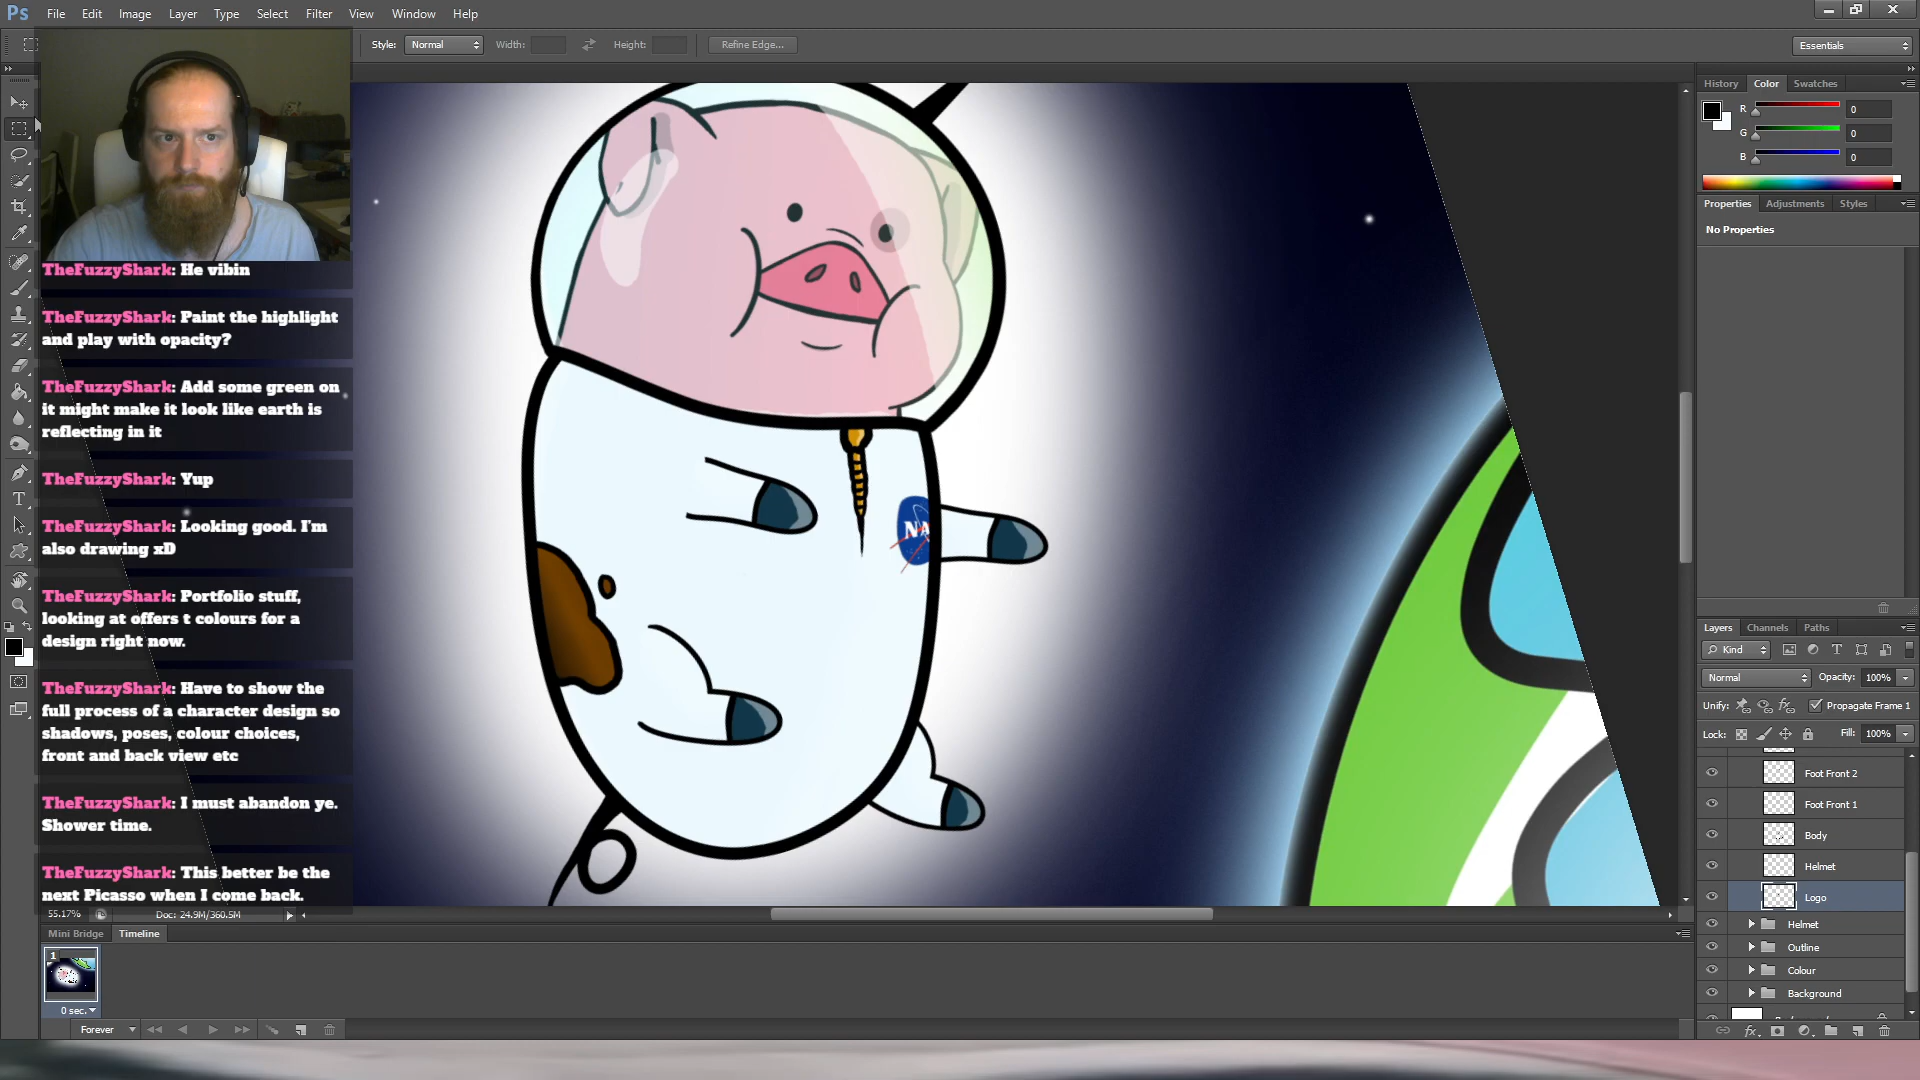 Ps File Edit Image Layer Type Select Filter View Window Help
Style: Normal Width: Height: Refine Edge... Essentials
History Color Swatches
R 0
G 0
B 0
Properties Adjustments Styles
No Properties
TheFuzzyShark: He vibin
TheFuzzyShark: Paint the highlight
and play with opacity?
TheFuzzyShark: Add some green on
it might make it look like earth is
reflecting in it
TheFuzzyShark: Yup
TheFuzzyShark: Looking good. I'm
also drawing xD
TheFuzzyShark: Portfolio stuff,
looking at offers t colours for a
design right now.
TheFuzzyShark: Have to show the
full process of a character design so
shadows, poses, colour choices,
front and back view etc
TheFuzzyShark: I must abandon ye.
Shower time.
TheFuzzyShark: This better be the
next Picasso when I come back.
NA
Layers Channels Paths
Kind
Normal Opacity: 100%
Unify: Propagate Frame 1
Lock: Fill: 100%
Foot Front 2
Foot Front 1
Body
Helmet
Logo
Helmet
Outline
Colour
Background
55.17% Doc: 24.9M/360.5M
Mini Bridge Timeline
1
0 sec.
Forever